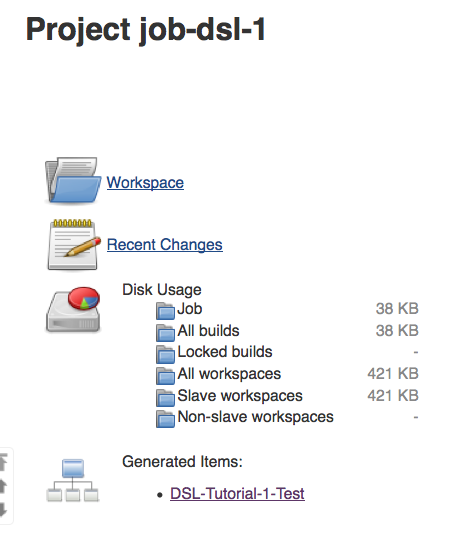 Project job-dsl-1
Workspace
Recent Changes
Disk Usage
Job 38 KB
All builds 38 KB
Locked builds -
All workspaces 421 KB
Slave workspaces 421 KB
Non-slave workspaces -
Generated Items:
• DSL-Tutorial-1-Test